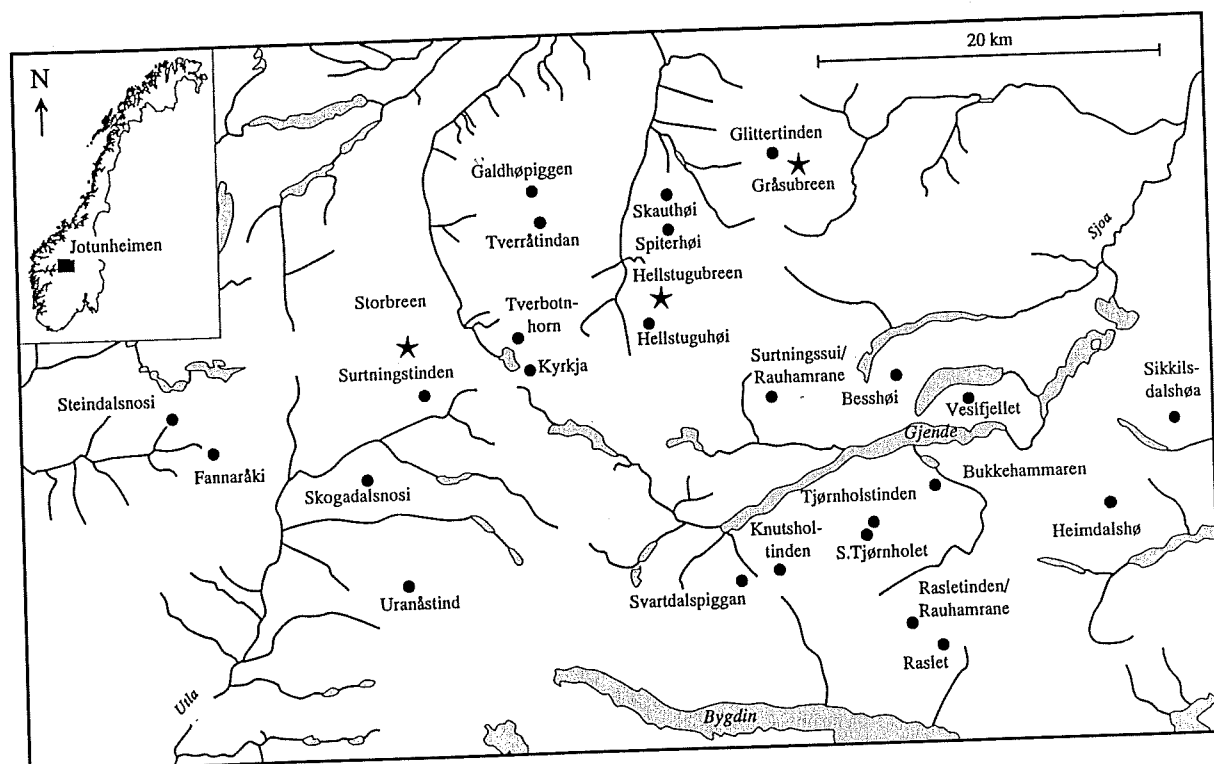 N
Jotunheimen
20 km
Glittertinden
Gråsubreen
Galdhøpiggen
Tverråtindan
Skauthøi
Spiterhøi
Hellstugubreen
Hellstuguhøi
Sjoa
Storbreen
Tverbotn-
horn
Kyrkja
Surtningstinden
Surtningssui/
Rauhamrane
Besshøi
Veslfjellet
Sikkils-
dalshøa
Steindalsnosi
Fannaråki
Skogadalsnosi
Gjende
Bukkehammaren
Tjørnholstinden
Heimdalshø
Knutshol-
tinden
S.Tjørnholet
Uranåstind
Svartdalspiggan
Rasletinden/
Rauhamrane
Raslet
Utla
Bygdin